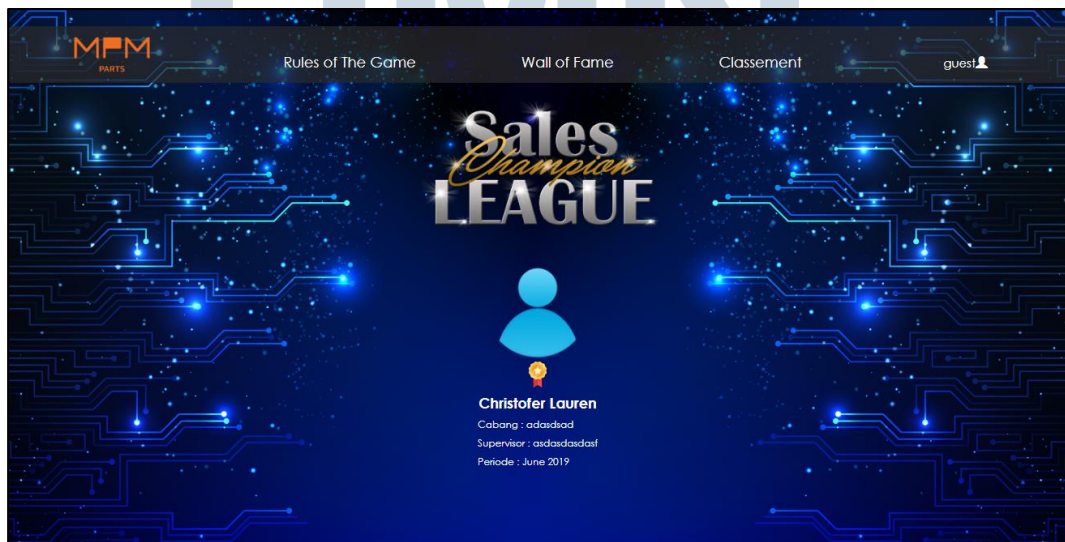 MPM
PARTS
Rules of The Game
Wall of Fame
Classement
guest
Sales
Champion
LEAGUE
Christofer Lauren
Cabang : adasdsad
Supervisor : asdasdasdasf
Periode : June 2019